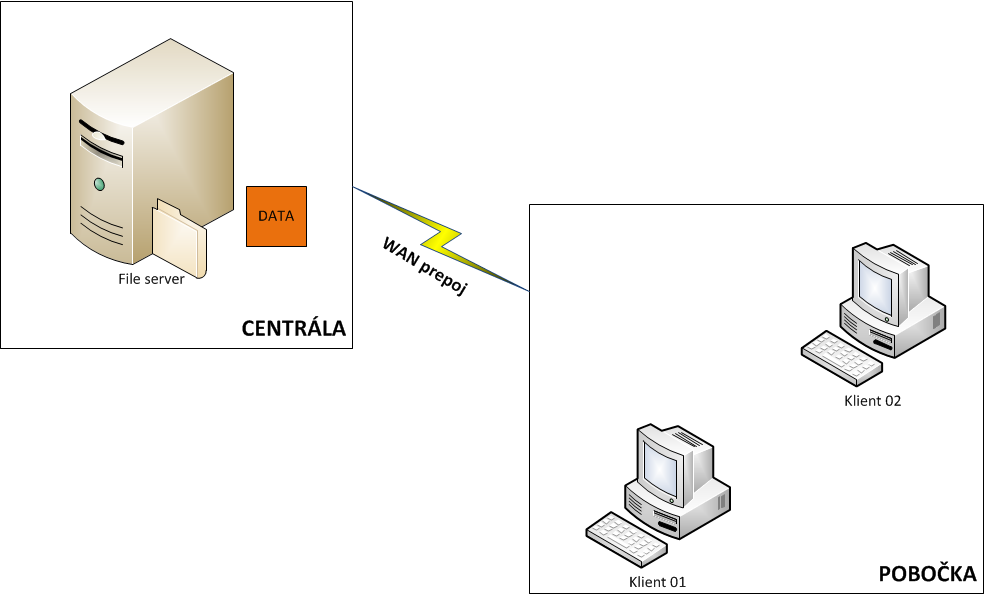 DATA
File server
CENTRÁLA
WAN prepoj
Klient 02
Klient 01
POBOČKA